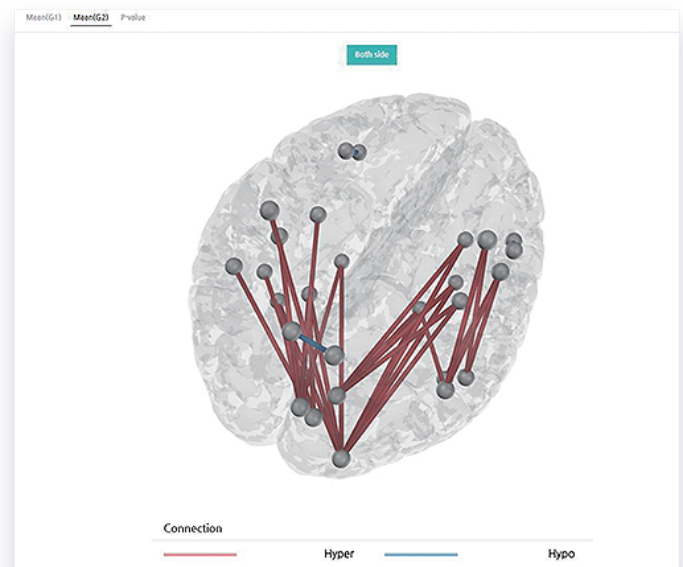 Mean(G1) Mean(G2) P-value
Both side
Connection
Hyper Hypo